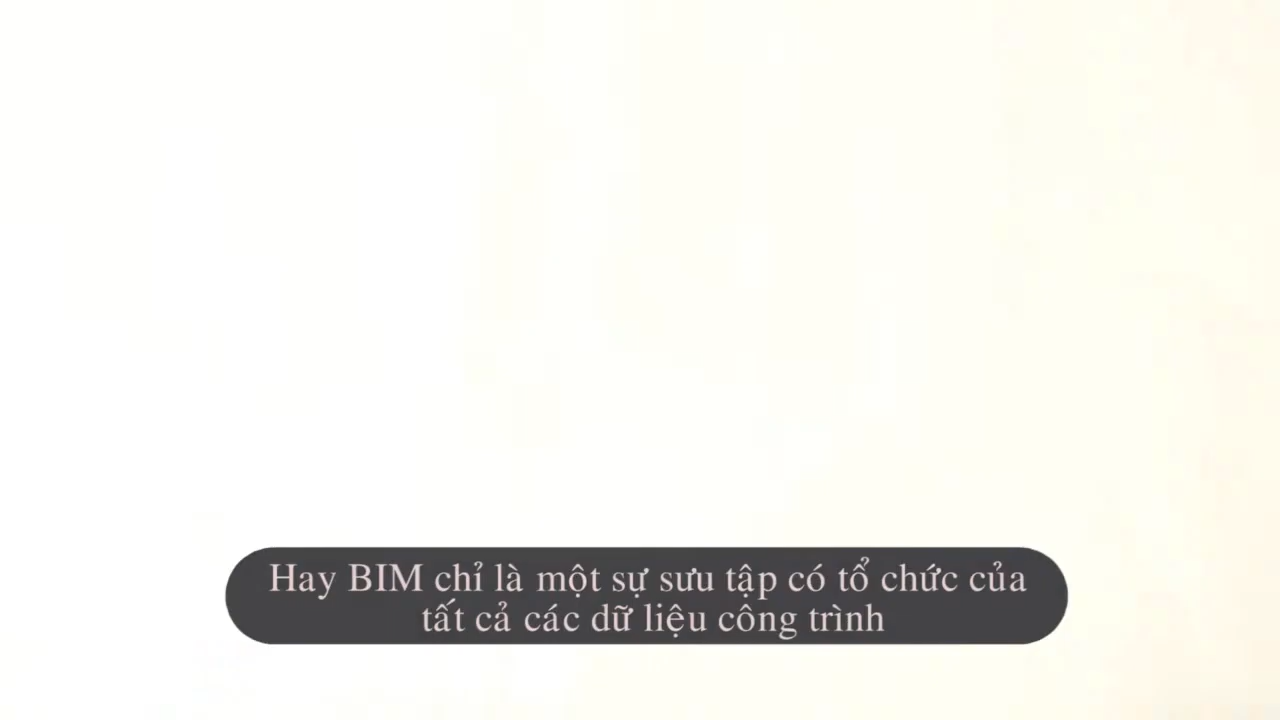 Hay BIM chỉ là một sự sưu tập có tổ chức của
tất cả các dữ liệu công trình